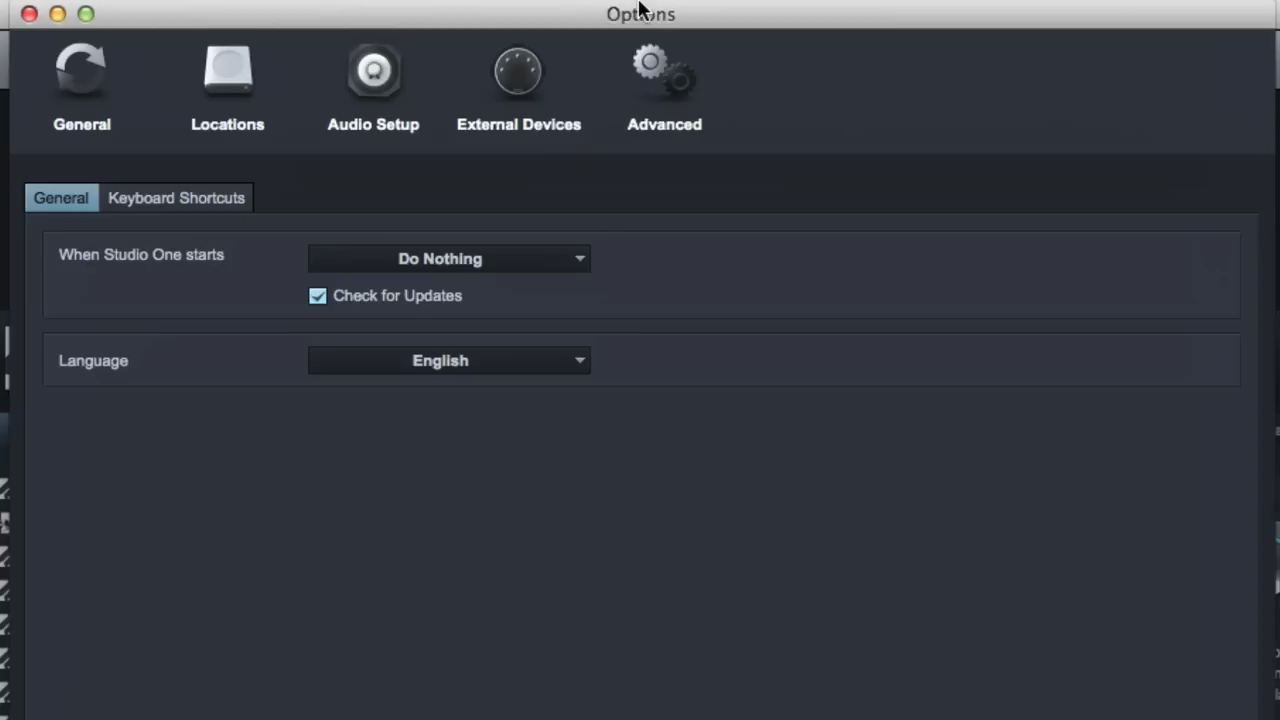 Options
General
Locations
Audio Setup
External Devices
Advanced
General
Keyboard Shortcuts
When Studio One starts
Do Nothing
Check for Updates
Language
English